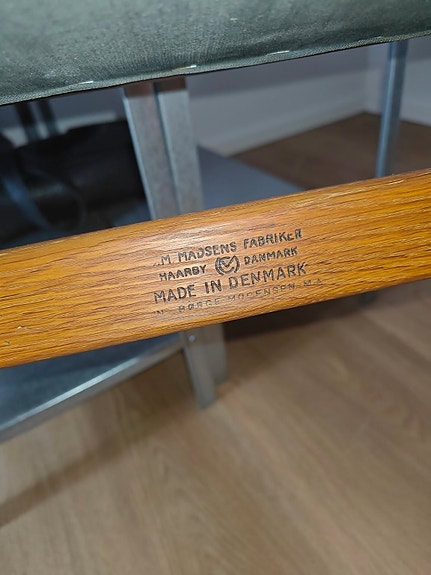 .M MADSENS FABRIKER
HAARBY DANMARK
MADE IN DENMARK
N. BØRGE MOGENSEN M.A